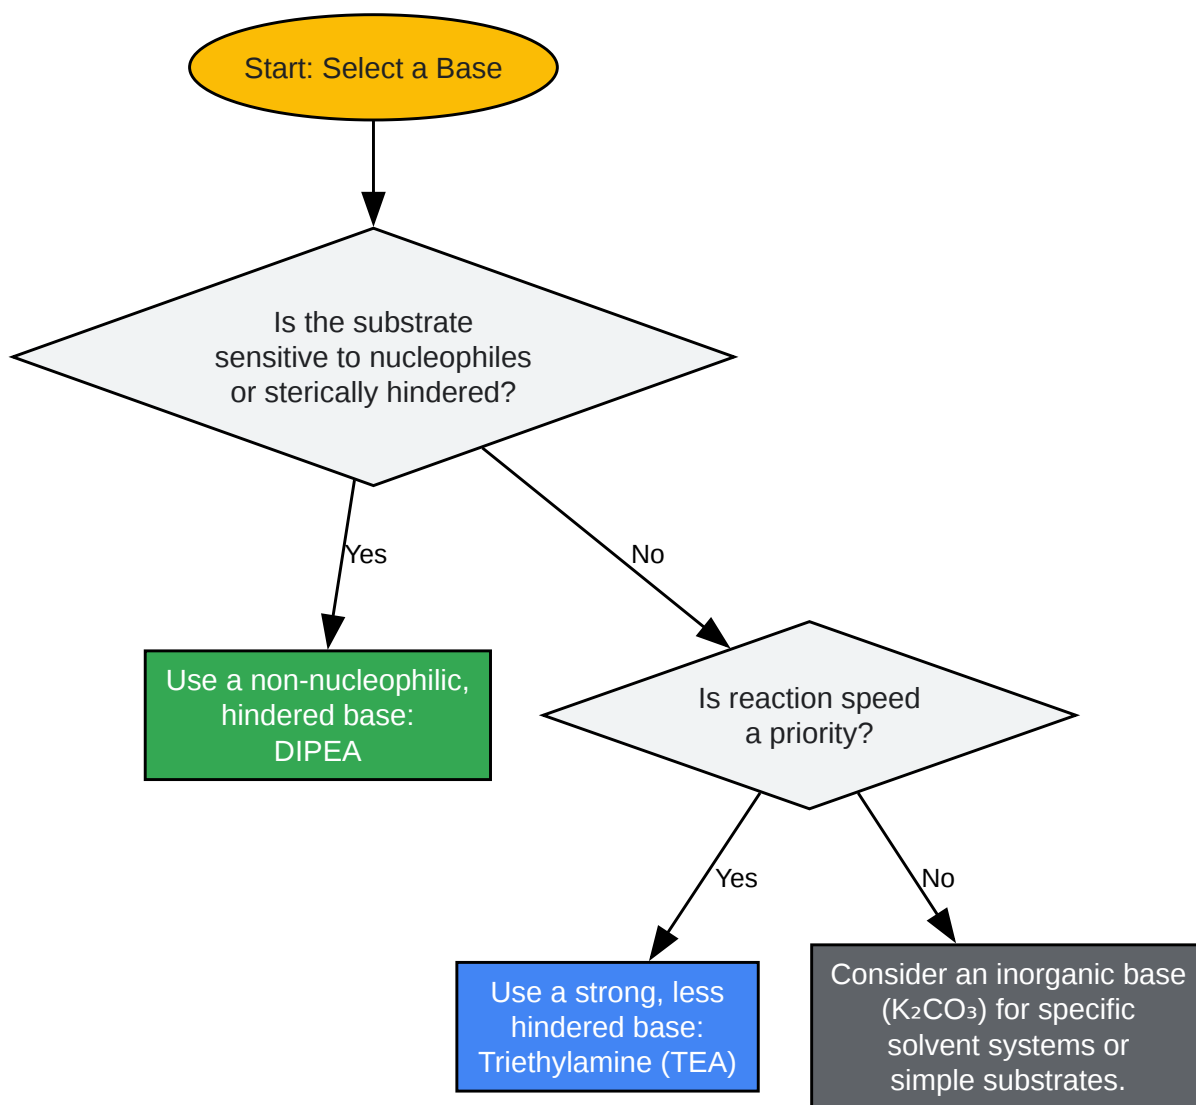 Start: Select a Base
Is the substrate
sensitive to nucleophiles
or sterically hindered?
Yes
No
Use a non-nucleophilic,
hindered base:
DIPEA
Is reaction speed
a priority?
Yes
No
Use a strong, less
hindered base:
Triethylamine (TEA)
Consider an inorganic base
(K₂CO₃) for specific
solvent systems or
simple substrates.